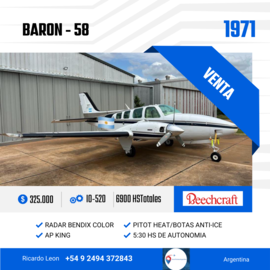 BARON - 58
1971
VENTA
$ 325.000
IO-520
6900 HSTotales
Beechcraft
RADAR BENDIX COLOR
PITOT HEAT/BOTAS ANTI-ICE
AP KING
5:30 HS DE AUTONOMIA
Ricardo Leon +54 9 2494 372843
Argentina